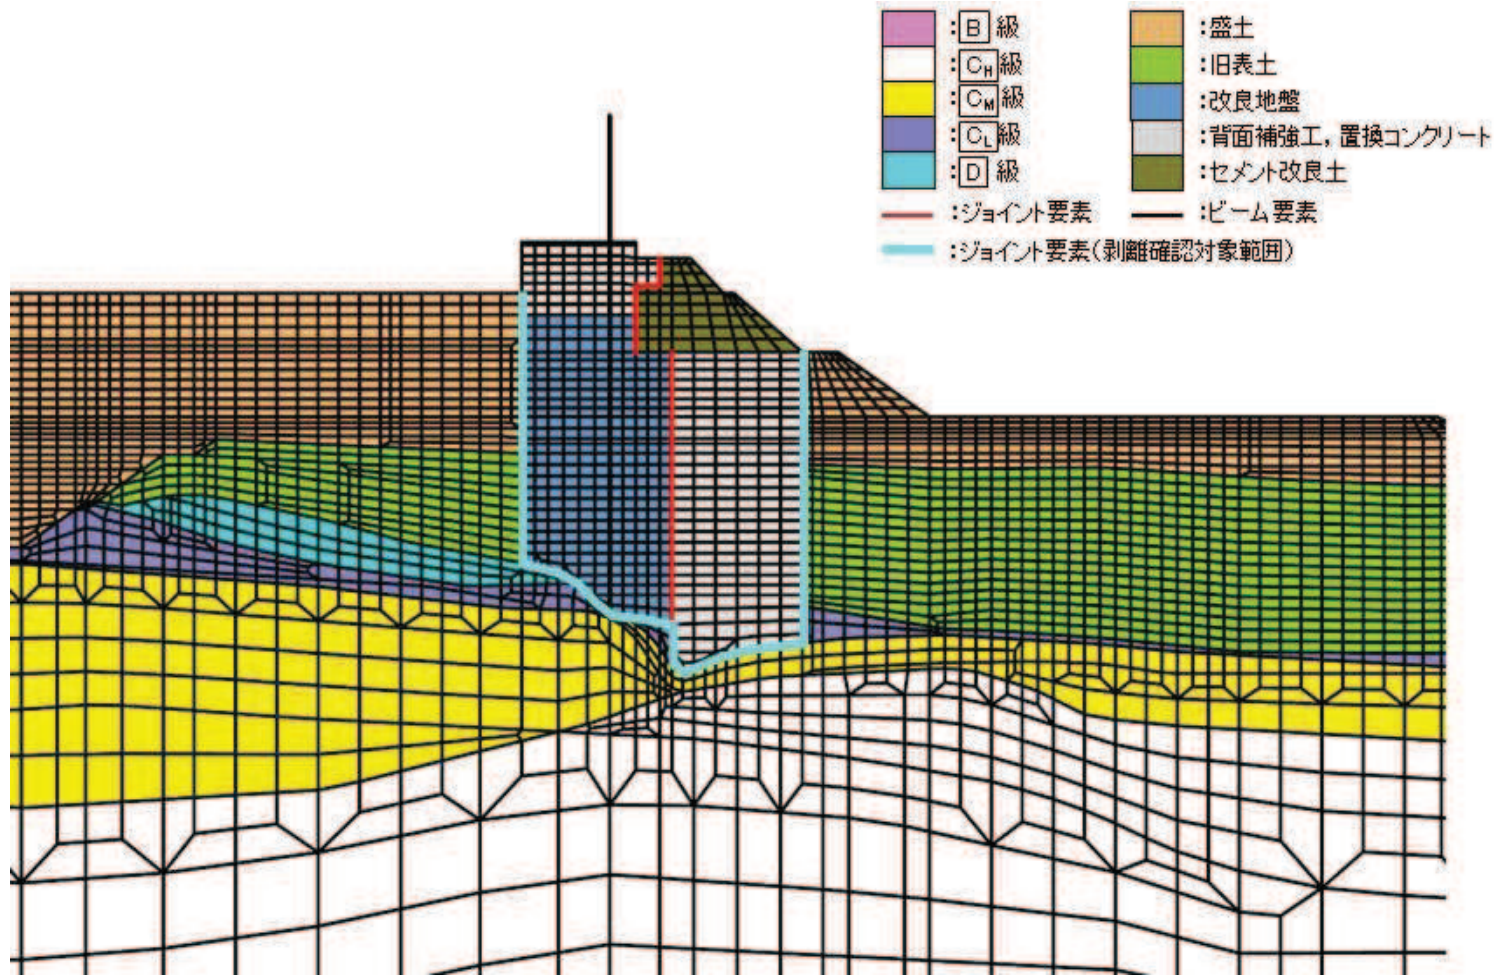 :B 級
:CH級
:CM級
:CL級
:D 級
:ジョイント要素
:ジョイント要素(剥離確認対象範囲)
:盛土
:旧表土
:改良地盤
:背面補強工,置換コンクリート
:セメント改良土
:ビーム要素